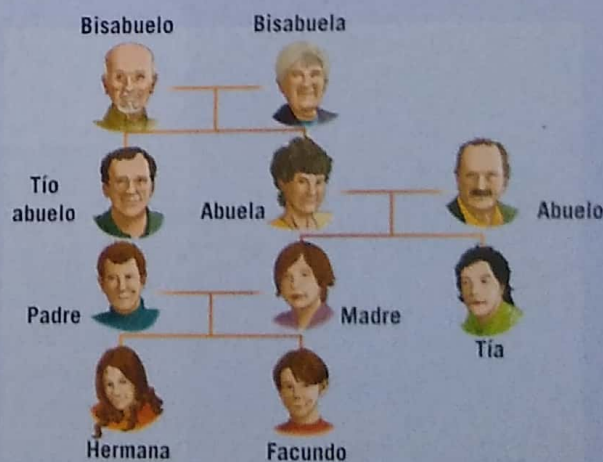 Bisabuelo
Bisabuela
Tío
abuelo
Abuela
Abuelo
Padre
Madre
Tía
Hermana
Facundo